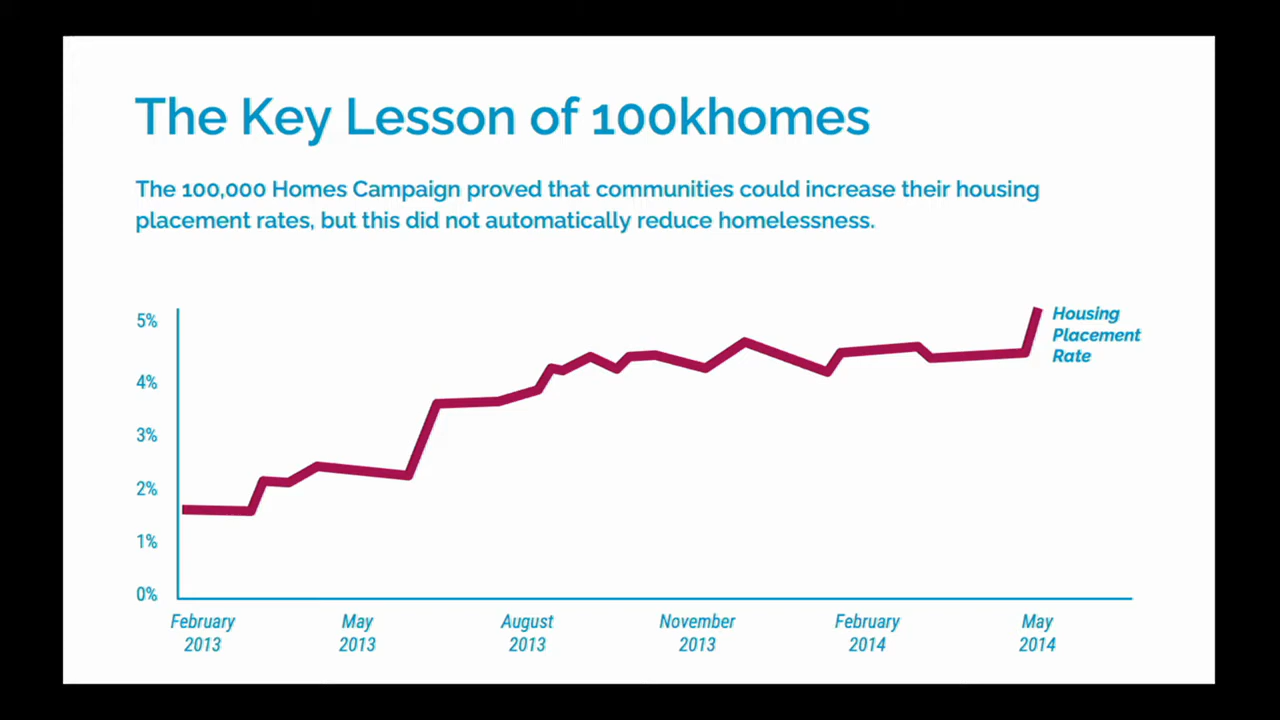 The Key Lesson of 100khomes
The 100,000 Homes Campaign proved that communities could increase their housing
placement rates, but this did not automatically reduce homelessness.
5%
4%
3%
2%
1%
0%
Housing
Placement
Rate
February
2013
May
2013
August
2013
November
2013
February
2014
May
2014